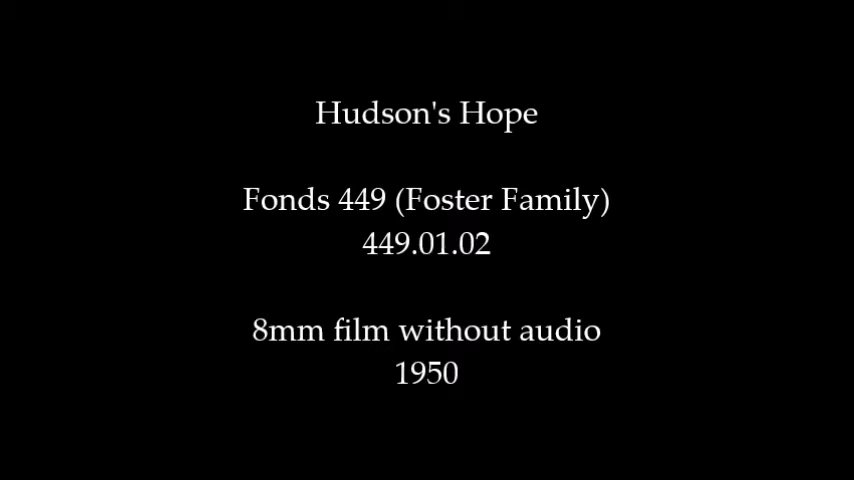 Hudson's Hope
Fonds 449 (Foster Family)
449.01.02
8mm film without audio
1950